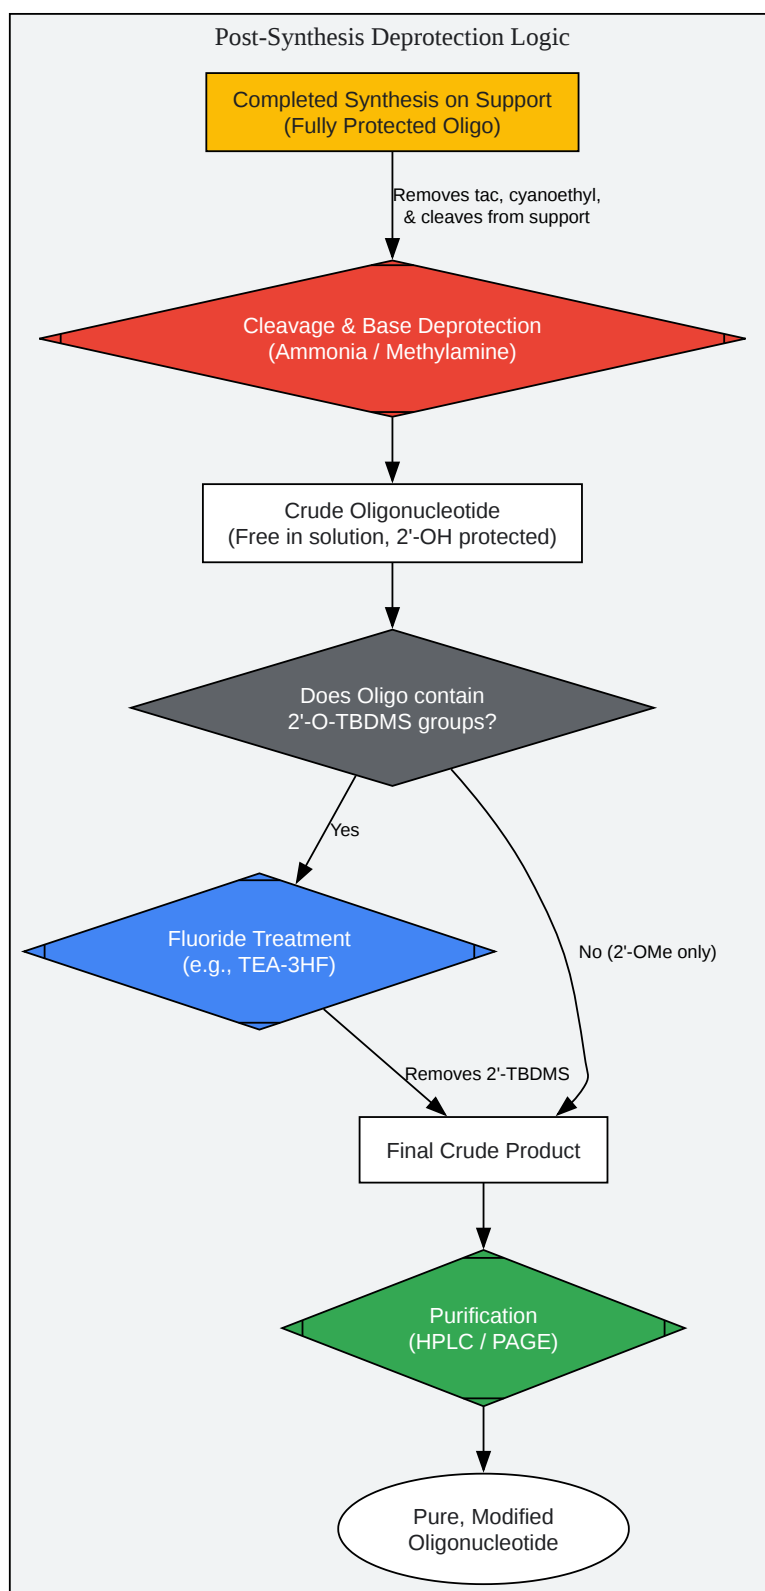 Post-Synthesis Deprotection Logic
Completed Synthesis on Support
(Fully Protected Oligo)
Removes tac, cyanoethyl,
& cleaves from support
Cleavage & Base Deprotection
(Ammonia / Methylamine)
Crude Oligonucleotide
(Free in solution, 2'-OH protected)
Does Oligo contain
2'-O-TBDMS groups?
Yes
Fluoride Treatment
(e.g., TEA-3HF)
No (2'-OMe only)
Removes 2'-TBDMS
Final Crude Product
Purification
(HPLC / PAGE)
Pure, Modified
Oligonucleotide